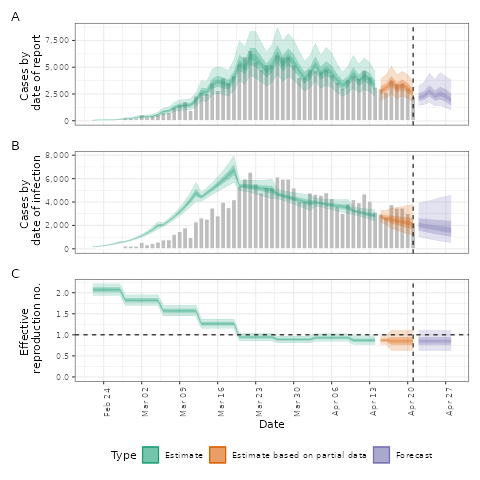 A
Cases by
date of report
7,500
5,000
2,500
0
B
Cases by
date of infection
8,000
6,000
4,000
2,000
0
C
Effective
reproduction no.
2.0
1.5
1.0
0.5
0.0
Feb 24
Mar 02
Mar 09
Mar 16
Mar 23
Mar 30
Apr 06
Apr 13
Apr 20
Apr 27
Date
Type Estimate Estimate based on partial data Forecast